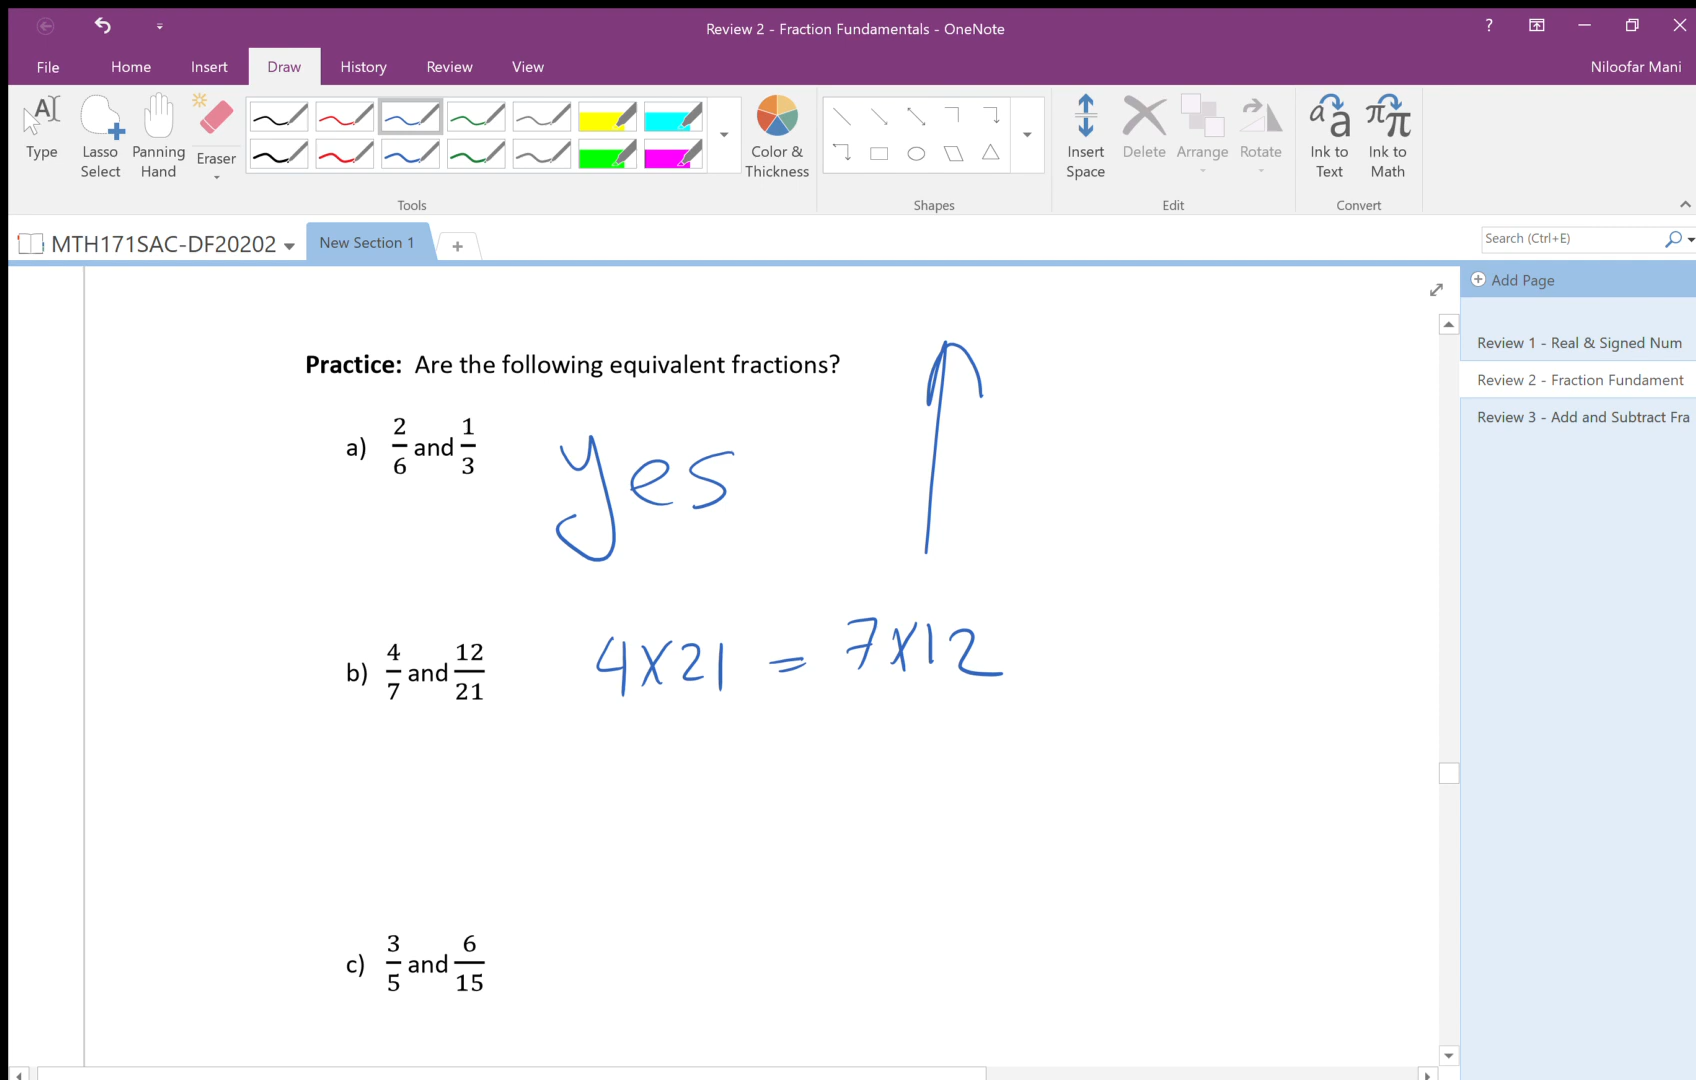 Review 2 - Fraction Fundamentals - OneNote
?
File Home Insert Draw History Review View Niloofar Mani
Type
Lasso Select
Panning Hand
Eraser
Color & Thickness
Insert Space
Delete
Arrange
Rotate
Ink to Text
Ink to Math
Tools Shapes Edit Convert
MTH171SAC-DF20202 New Section 1 + Search (Ctrl+E)
Add Page
Review 1 - Real & Signed Num
Review 2 - Fraction Fundament
Review 3 - Add and Subtract Fra
Practice: Are the following equivalent fractions?
a) 2/6 and 1/3 yes
b) 4/7 and 12/21 4x21 = 7x12
c) 3/5 and 6/15